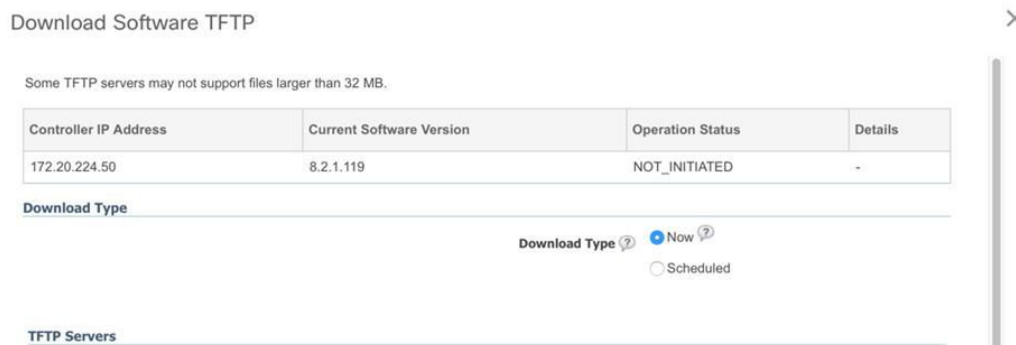 Download Software TFTP
Some TFTP servers may not support files larger than 32 MB.
Controller IP Address Current Software Version Operation Status Details
172.20.224.50 8.2.1.119 NOT_INITIATED -
Download Type
Download Type ? Now ?
Scheduled
TFTP Servers